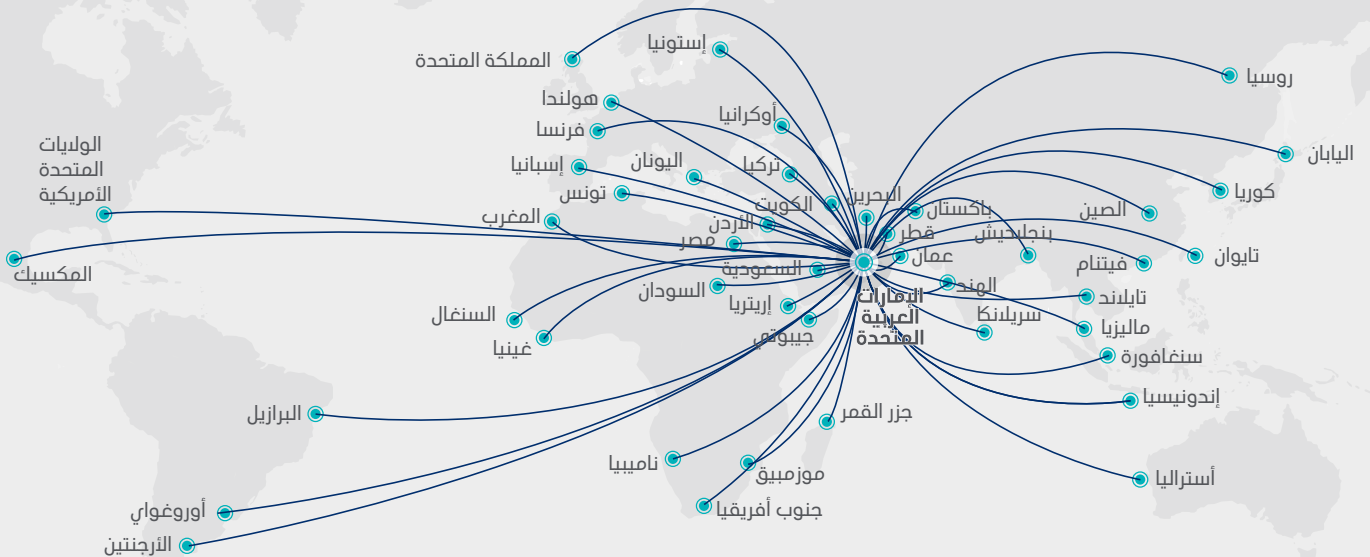 إستونيا
المملكة المتحدة
روسيا
هولندا
أوكرانيا
فرنسا
الولايات
المتحدة
الأمريكية
اليابان
إسبانيا
اليونان
تركيا
تونس
البحرين
الكويت
باكستان
كوريا
الصين
المغرب
الأردن
قطر
بنجلاديش
مصر
عمان
تايوان
فيتنام
المكسيك
السعودية
السودان
الهند
تايلاند
إريتريا
الإمارات
العربية
المتحدة
السنغال
سريلانكا
ماليزيا
غينيا
جيبوتي
سنغافورة
إندونيسيا
البرازيل
جزر القمر
ناميبيا
موزمبيق
أستراليا
أوروغواي
جنوب أفريقيا
الأرجنتين